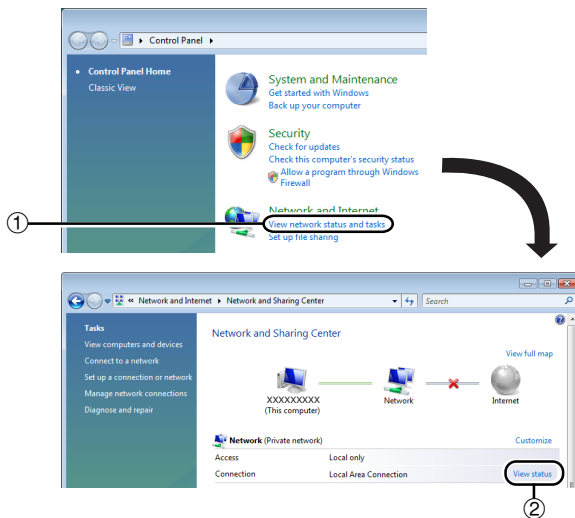 Control Panel
Control Panel Home
Classic View
System and Maintenance
Get started with Windows
Back up your computer
Security
Check for updates
Check this computer's security status
Allow a program through Windows
Firewall
Network and Internet
① View network status and tasks
Set up file sharing
« Network and Internet Network and Sharing Center Search
Tasks
View computers and devices
Connect to a network
Set up a connection or network
Manage network connections
Diagnose and repair
Network and Sharing Center
View full map
XXXXXXXXX Network Internet
(This computer)
Network (Private network) Customize
Access Local only
Connection Local Area Connection View status
②